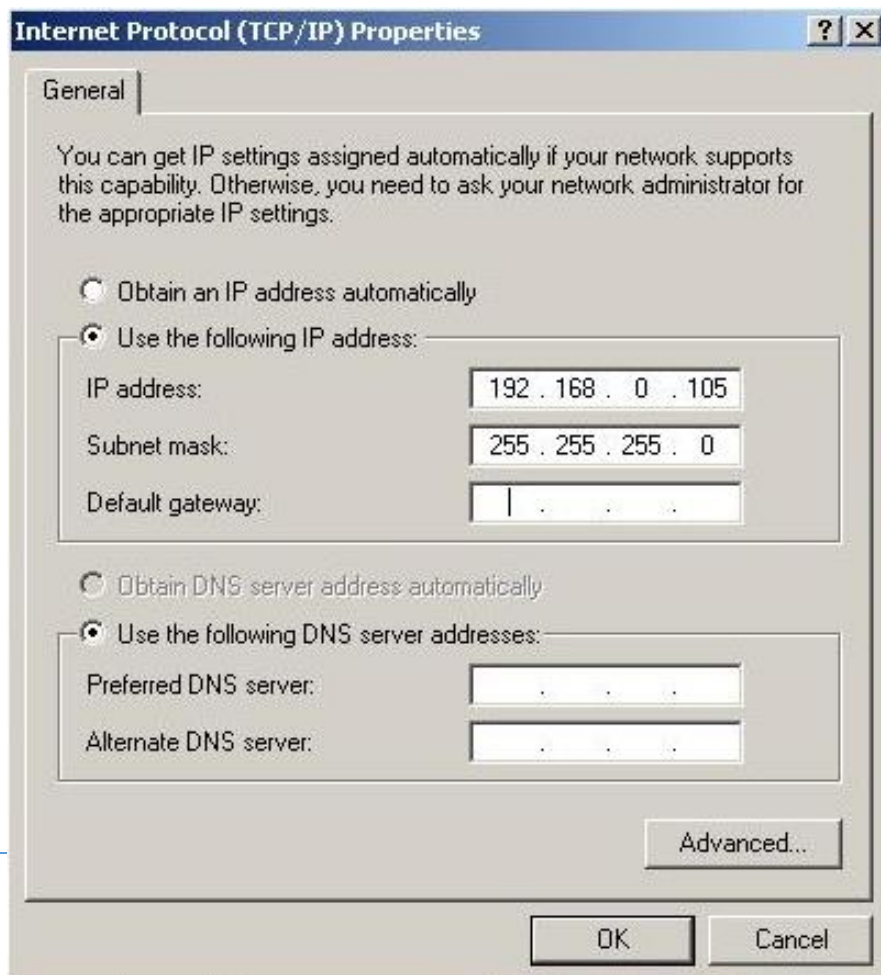 Internet Protocol (TCP/IP) Properties
General
You can get IP settings assigned automatically if your network supports
this capability. Otherwise, you need to ask your network administrator for
the appropriate IP settings.
Obtain an IP address automatically
Use the following IP address:
IP address: 192 . 168 . 0 . 105
Subnet mask: 255 . 255 . 255 . 0
Default gateway: . . .
Obtain DNS server address automatically
Use the following DNS server addresses:
Preferred DNS server: . . .
Alternate DNS server: . . .
Advanced...
OK Cancel